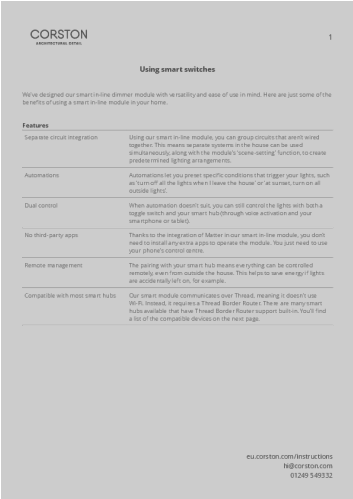 CORSTON
ARCHITECTURAL DETAIL
1
Using smart switches
We've designed our smart in-line dimmer module with versatility and ease of use in mind. Here are just some of the
benefits of using a smart in-line module in your home.
Features
Separate circuit integration
Using our smart in-line module, you can group circuits that aren't wired
together. This means separate systems in the house can be used
simultaneously, along with the module's 'scene-setting' function, to create
predetermined lighting arrangements.
Automations
Automations let you preset specific conditions that trigger your lights, such
as 'turn off all the lights when I leave the house' or 'at sunset, turn on all
outside lights'.
Dual control
When automation doesn't suit, you can still control the lights with both a
toggle switch and your smart hub (through voice activation and your
smartphone or tablet).
No third-party apps
Thanks to the integration of Matter in our smart in-line module, you don't
need to install any extra apps to operate the module. You just need to use
your phone's control centre.
Remote management
The pairing with your smart hub means everything can be controlled
remotely, even from outside the house. This helps to save energy if lights
are accidentally left on, for example.
Compatible with most smart hubs
Our smart module communicates over Thread, meaning it doesn't use
Wi-Fi. Instead, it requires a Thread Border Router. There are many smart
hubs available that have Thread Border Router support built-in. You'll find
a list of the compatible devices on the next page.
eu.corston.com/instructions
hi@corston.com
01249 549332